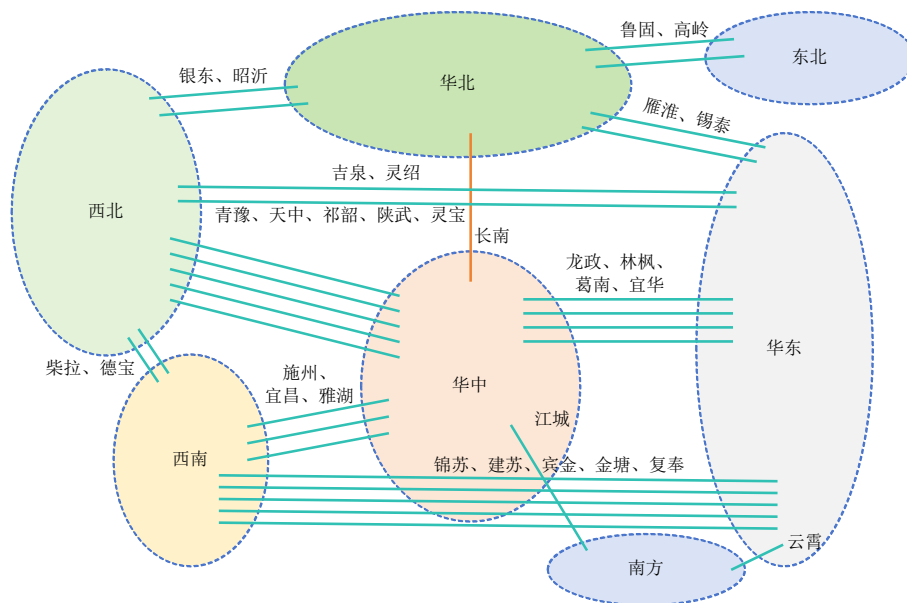 鲁固、高岭
东北
华北
银东、昭沂
雁淮、锡泰
吉泉、灵绍
西北
青豫、天中、祁韶、陕武、灵宝
长南
龙政、林枫、
葛南、宜华
华东
柴拉、德宝
施州、
宜昌、雅湖
华中
江城
西南
锦苏、建苏、宾金、金塘、复奉
云霄
南方